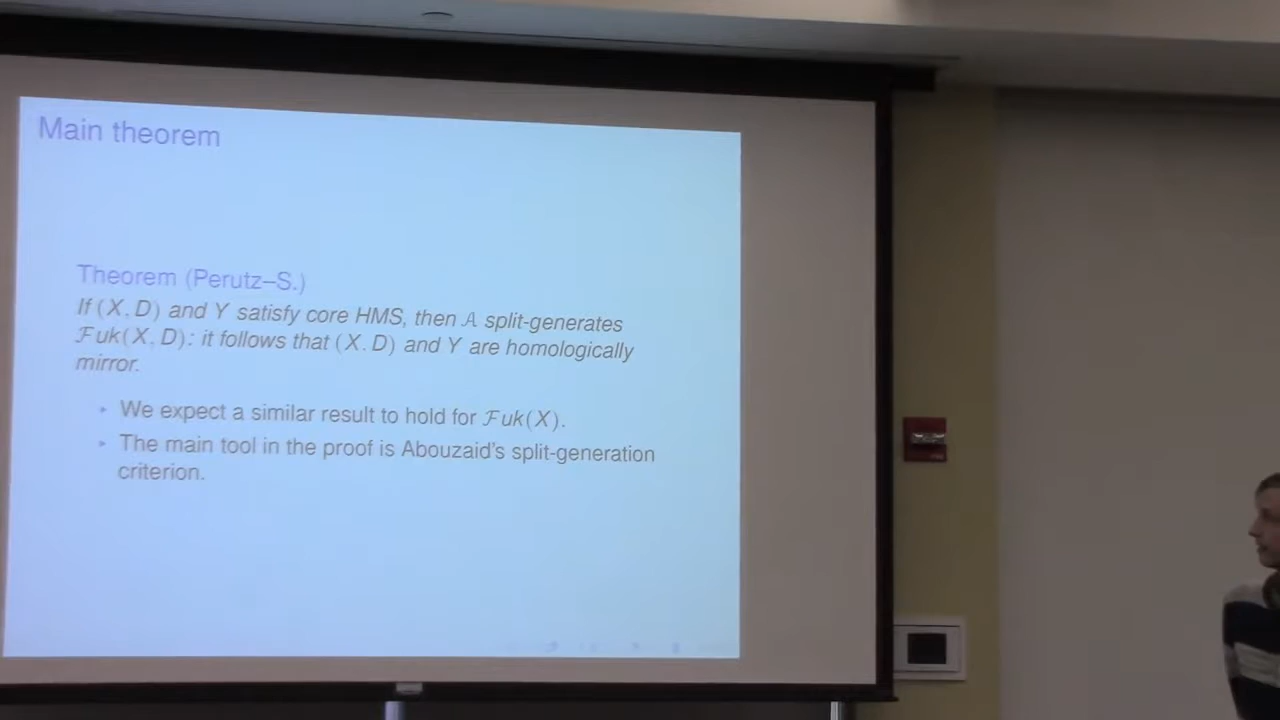 Main theorem
Theorem (Perutz–S.)
If (X, D) and Y satisfy core HMS, then 𝒜 split-generates
ℱuk(X, D): it follows that (X, D) and Y are homologically
mirror.
We expect a similar result to hold for ℱuk(X).
The main tool in the proof is Abouzaid's split-generation
criterion.